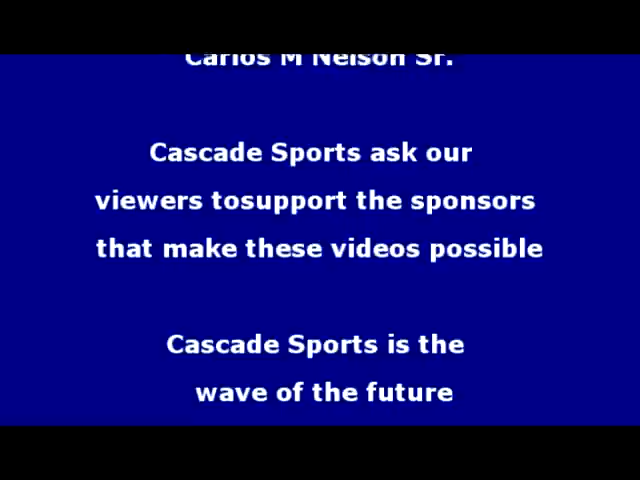 Carlos M Nelson Sr.
Cascade Sports ask our
viewers tosupport the sponsors
that make these videos possible
Cascade Sports is the
wave of the future